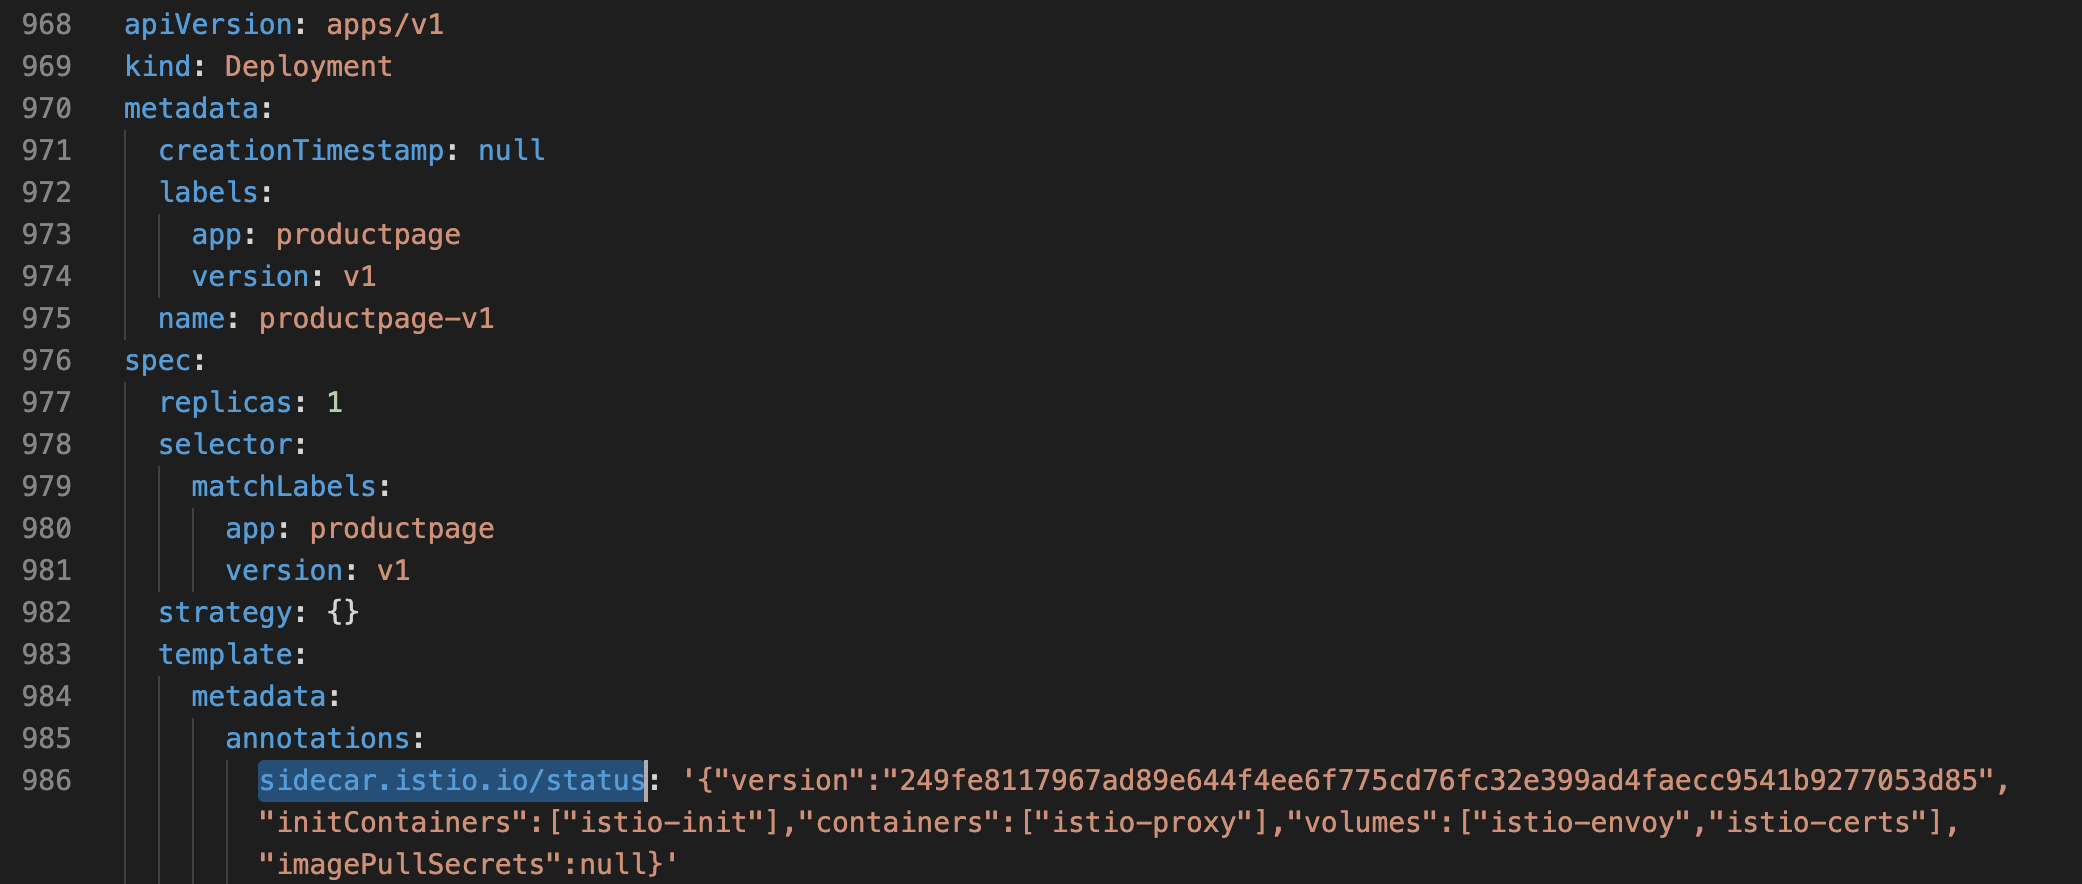 968 apiVersion: apps/v1
969 kind: Deployment
970 metadata:
971   creationTimestamp: null
972   labels:
973     app: productpage
974     version: v1
975   name: productpage-v1
976 spec:
977   replicas: 1
978   selector:
979     matchLabels:
980       app: productpage
981       version: v1
982   strategy: {}
983   template:
984     metadata:
985       annotations:
986         sidecar.istio.io/status: '{"version":"249fe8117967ad89e644f4ee6f775cd76fc32e399ad4faecc9541b9277053d85",
"initContainers":["istio-init"],"containers":["istio-proxy"],"volumes":["istio-envoy","istio-certs"],
"imagePullSecrets":null}'